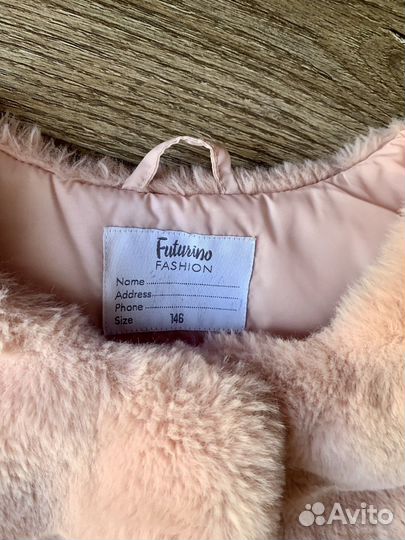 Futurino
FASHION
Name
Address
Phone
Size 146
Avito